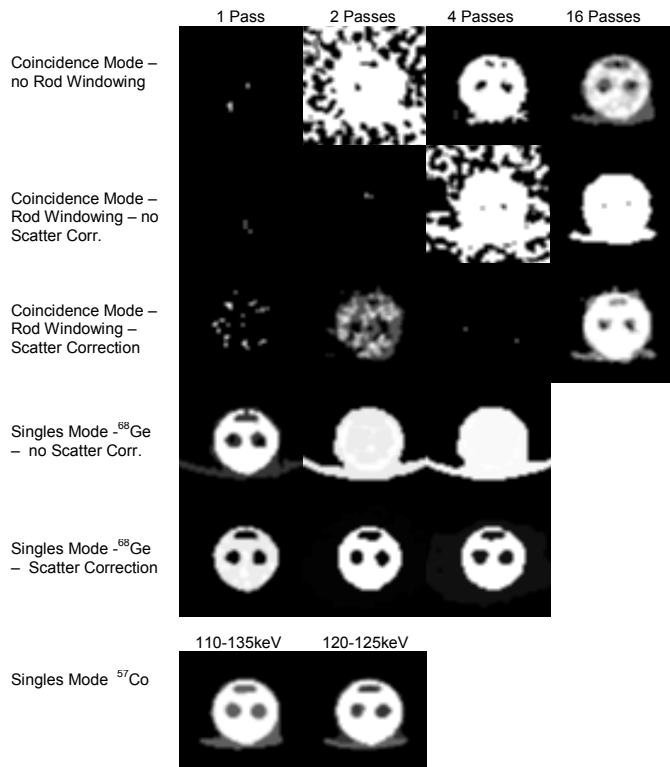 1 Pass 2 Passes 4 Passes 16 Passes
Coincidence Mode –
no Rod Windowing
Coincidence Mode –
Rod Windowing – no
Scatter Corr.
Coincidence Mode –
Rod Windowing –
Scatter Correction
Singles Mode -⁶⁸Ge
– no Scatter Corr.
Singles Mode -⁶⁸Ge
– Scatter Correction
110-135keV 120-125keV
Singles Mode ⁵⁷Co